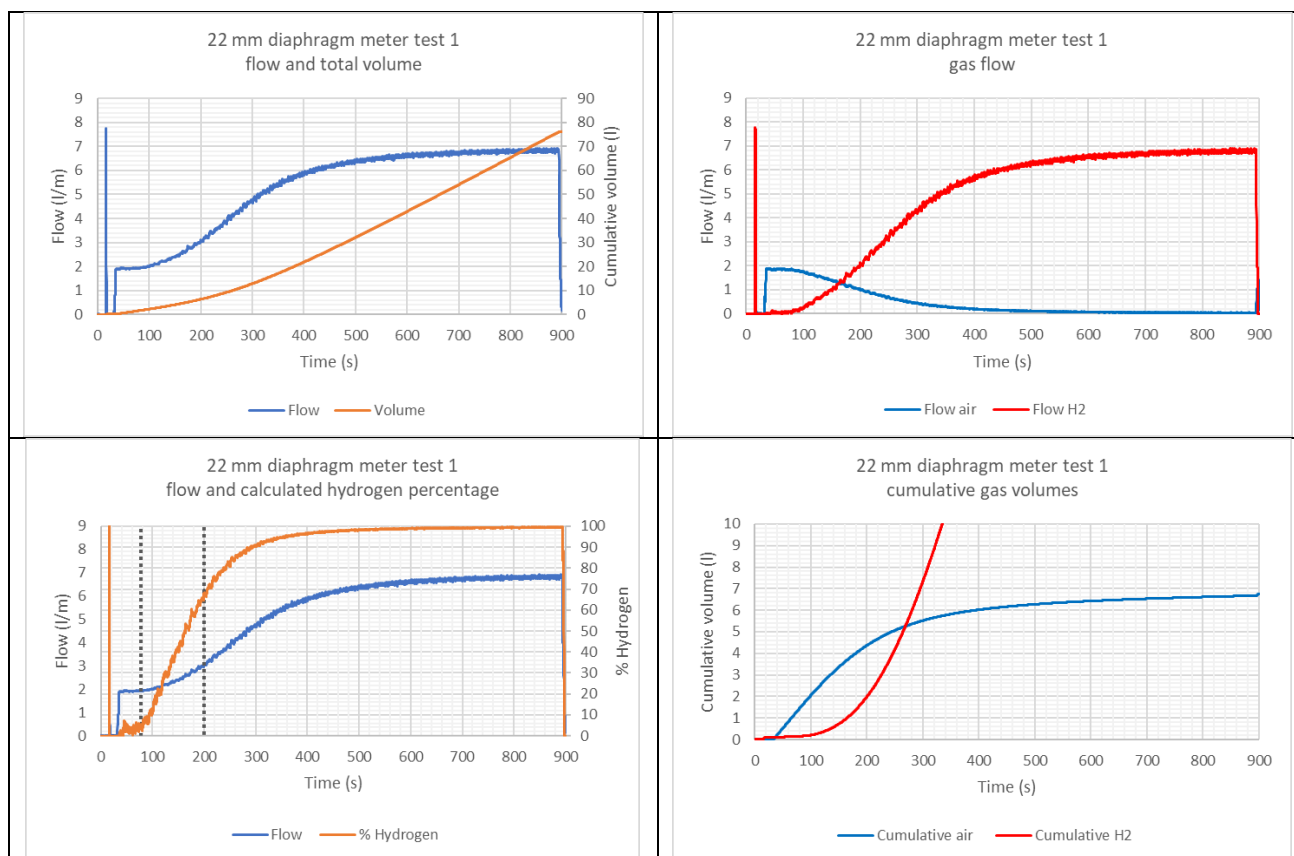 22 mm diaphragm meter test 1
flow and total volume
9
8
7
6
5
4
3
2
1
0
90
80
70
60
50
40
30
20
10
0
Flow (l/m)
Cumulative volume (l)
0 100 200 300 400 500 600 700 800 900
Time (s)
Flow Volume
22 mm diaphragm meter test 1
gas flow
9
8
7
6
5
4
3
2
1
0
Flow (l/m)
0 100 200 300 400 500 600 700 800 900
Time (s)
Flow air Flow H2
22 mm diaphragm meter test 1
flow and calculated hydrogen percentage
9
8
7
6
5
4
3
2
1
0
100
90
80
70
60
50
40
30
20
10
0
Flow (l/m)
% Hydrogen
0 100 200 300 400 500 600 700 800 900
Time (s)
Flow % Hydrogen
22 mm diaphragm meter test 1
cumulative gas volumes
10
9
8
7
6
5
4
3
2
1
0
Cumulative volume (l)
0 100 200 300 400 500 600 700 800 900
Time (s)
Cumulative air Cumulative H2